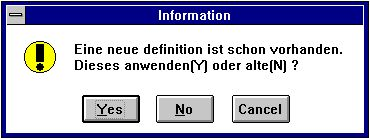 Information
Eine neue definition ist schon vorhanden.
Dieses anwenden(Y) oder alte(N) ?
Yes No Cancel